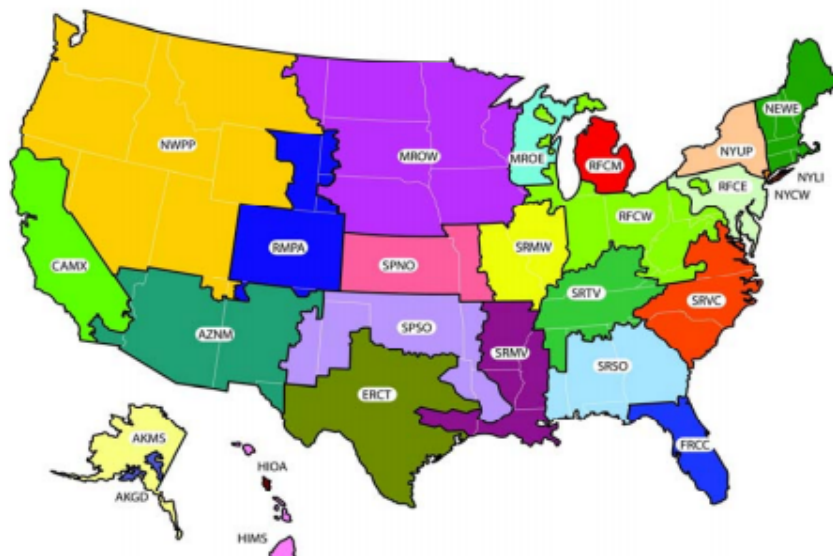 NEWE
NWPP
MROW
MROE
NYUP
RFCM
NYLI
RFCE
NYCW
RFCW
SRMW
CAMX
RMPA
SPNO
SRTV
SRVC
AZNM
SPSO
SRMV
SRSO
ERCT
AKMS
FRCC
HIOA
AKGD
HIMS